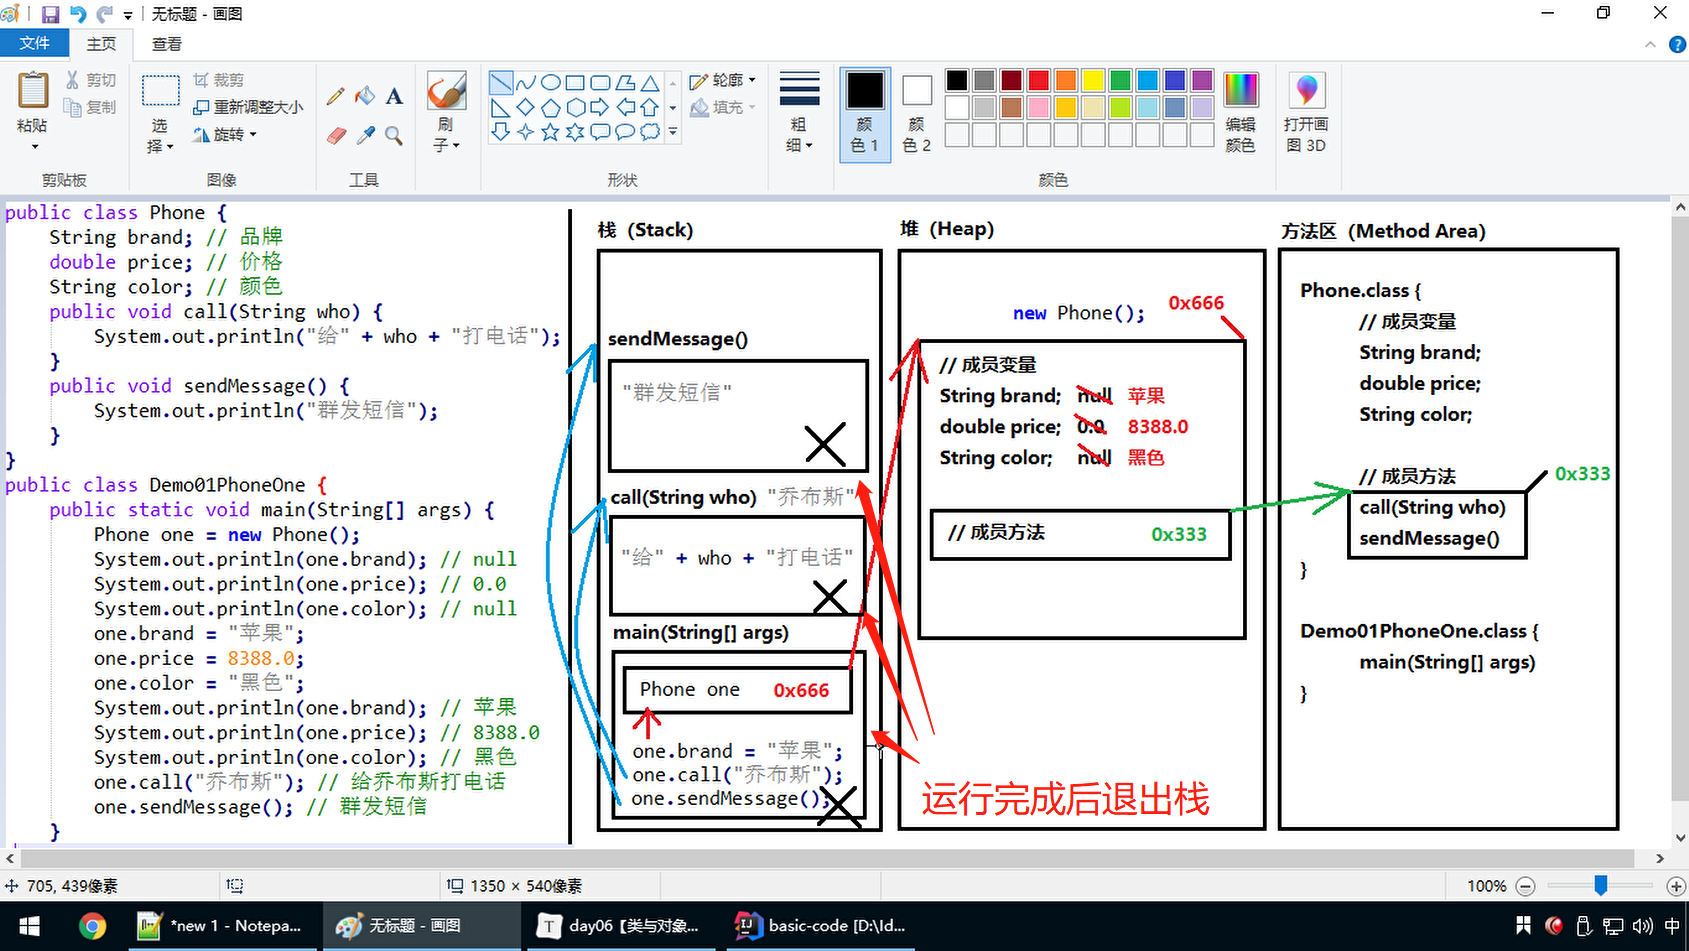 无标题 - 画图
文件
主页
查看
粘贴
剪切
复制
剪贴板
选择
裁剪
重新调整大小
旋转
图像
A
工具
刷子
轮廓
填充
形状
粗细
颜色 1
颜色 2
编辑颜色
颜色
打开画图 3D
public class Phone {
String brand; // 品牌
double price; // 价格
String color; // 颜色
public void call(String who) {
System.out.println("给" + who + "打电话");
}
public void sendMessage() {
System.out.println("群发短信");
}
}
public class Demo01PhoneOne {
public static void main(String[] args) {
Phone one = new Phone();
System.out.println(one.brand); // null
System.out.println(one.price); // 0.0
System.out.println(one.color); // null
one.brand = "苹果";
one.price = 8388.0;
one.color = "黑色";
System.out.println(one.brand); // 苹果
System.out.println(one.price); // 8388.0
System.out.println(one.color); // 黑色
one.call("乔布斯"); // 给乔布斯打电话
one.sendMessage(); // 群发短信
}
栈（Stack）
sendMessage()
"群发短信"
call(String who) "乔布斯"
"给" + who + "打电话"
main(String[] args)
Phone one 0x666
one.brand = "苹果";
one.call("乔布斯");
one.sendMessage();
运行完成后退出栈
堆（Heap）
new Phone(); 0x666
// 成员变量
String brand; null 苹果
double price; 0.0 8388.0
String color; null 黑色
// 成员方法 0x333
方法区（Method Area）
Phone.class {
// 成员变量
String brand;
double price;
String color;
// 成员方法 0x333
call(String who)
sendMessage()
}
Demo01PhoneOne.class {
main(String[] args)
}
705, 439像素
1350 × 540像素
100%
*new 1 - Notepa...
无标题 - 画图
T day06【类与对象...
basic-code [D:\Id...
中